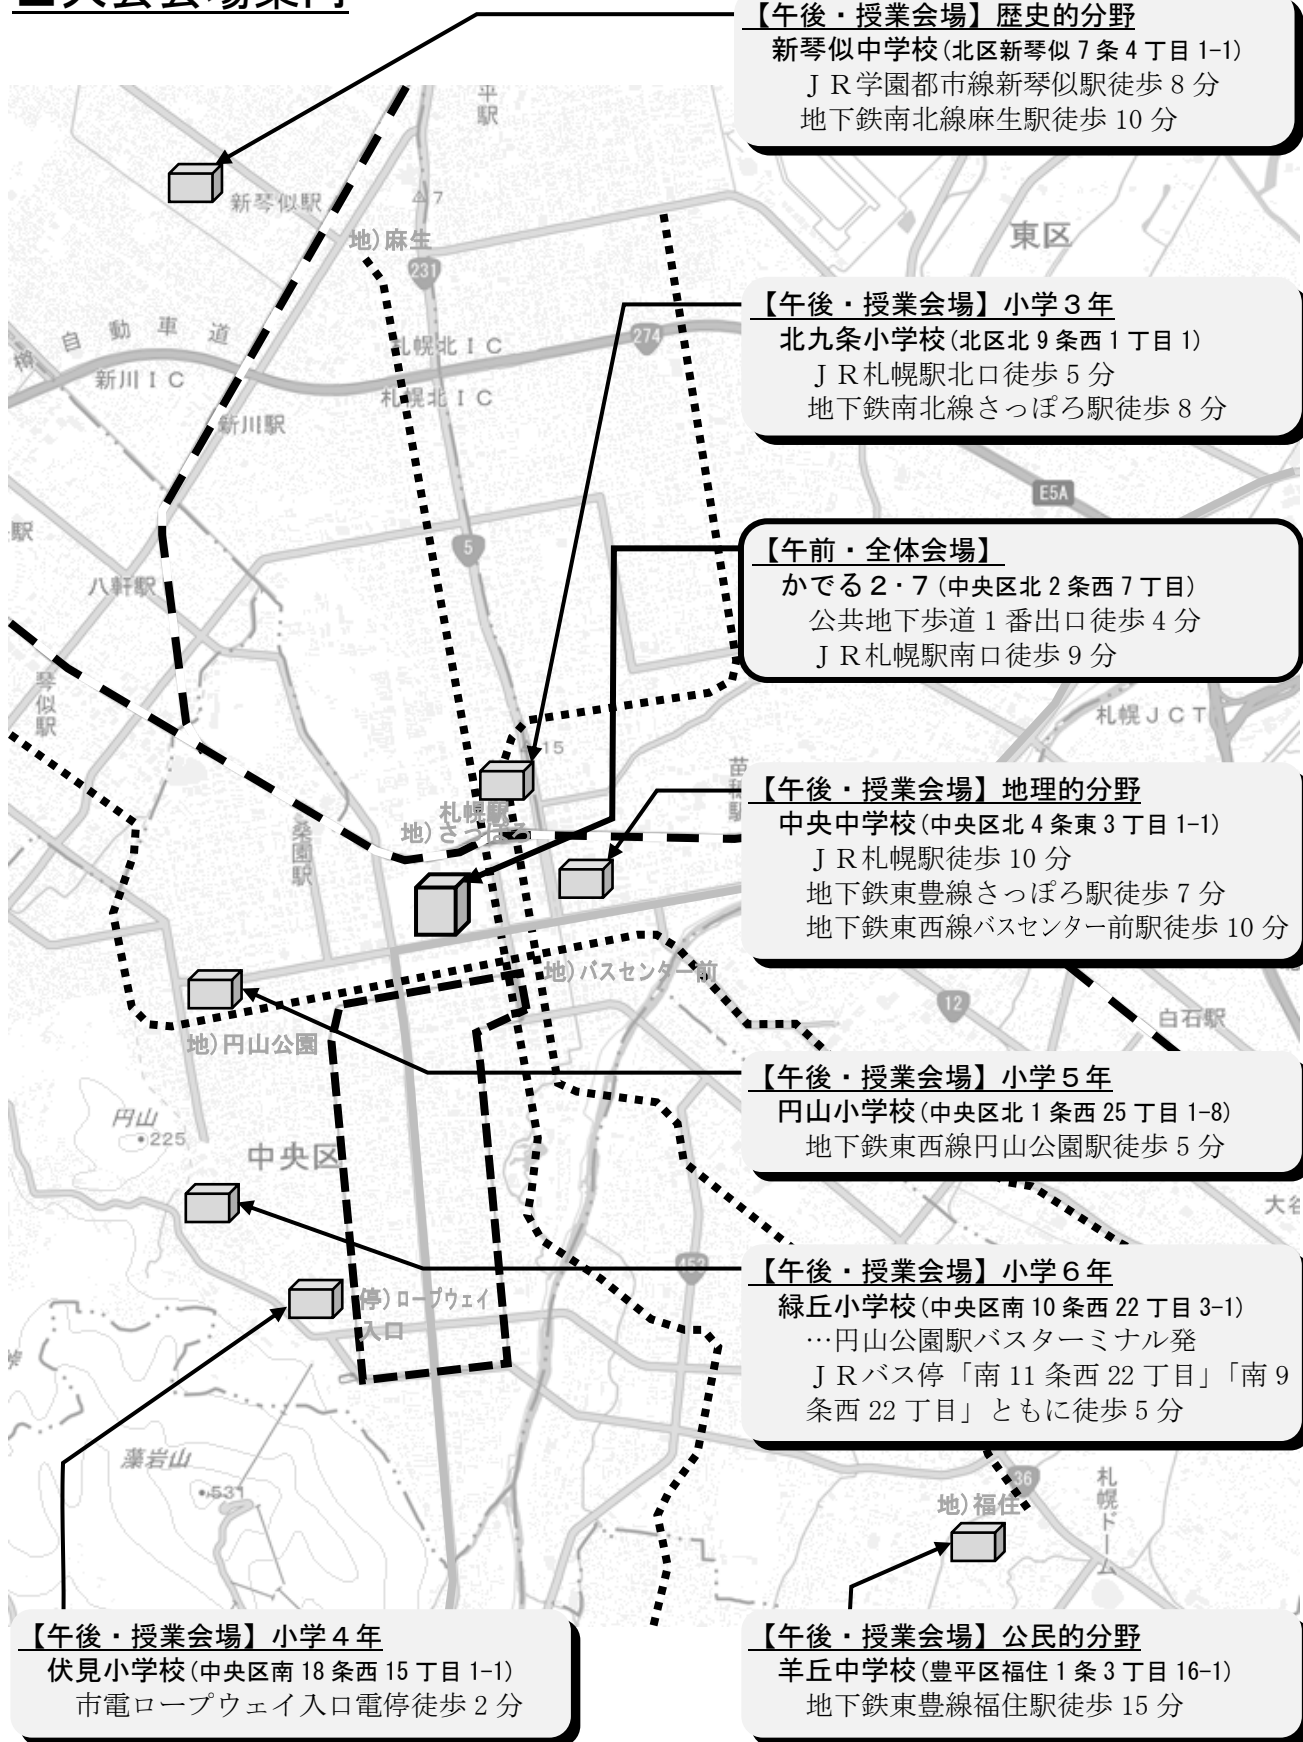 【午後・授業会場】歴史的分野
新琴似中学校(北区新琴似7条4丁目1-1)
ＪＲ学園都市線新琴似駅徒歩8分
地下鉄南北線麻生駅徒歩10分
平駅
新琴似駅
7
地)麻生
231
東区
【午後・授業会場】小学３年
北九条小学校(北区北9条西1丁目1)
ＪＲ札幌駅北口徒歩5分
地下鉄南北線さっぽろ駅徒歩8分
自動車道
新川ＩＣ
札幌北ＩＣ
274
札幌北ＩＣ
新川駅
E5A
駅
5
八軒駅
【午前・全体会場】
かでる２・７(中央区北2条西7丁目)
公共地下歩道1番出口徒歩4分
ＪＲ札幌駅南口徒歩9分
琴似駅
札幌ＪＣＴ
15
苗穂駅
札幌駅
地)さっぽろ
桑園駅
【午後・授業会場】地理的分野
中央中学校(中央区北4条東3丁目1-1)
ＪＲ札幌駅徒歩10分
地下鉄東豊線さっぽろ駅徒歩7分
地下鉄東西線バスセンター前駅徒歩10分
地)バスセンター前
12
白石駅
地)円山公園
【午後・授業会場】小学５年
円山小学校(中央区北1条西25丁目1-8)
地下鉄東西線円山公園駅徒歩5分
円山
225
中央区
大谷
453
【午後・授業会場】小学６年
緑丘小学校(中央区南10条西22丁目3-1)
…円山公園駅バスターミナル発
ＪＲバス停「南11条西22丁目」「南9
条西22丁目」ともに徒歩5分
停)ロープウェイ
入口
藻岩山
531
36
地)福住
札幌ドーム
【午後・授業会場】小学４年
伏見小学校(中央区南18条西15丁目1-1)
市電ロープウェイ入口電停徒歩2分
【午後・授業会場】公民的分野
羊丘中学校(豊平区福住1条3丁目16-1)
地下鉄東豊線福住駅徒歩15分